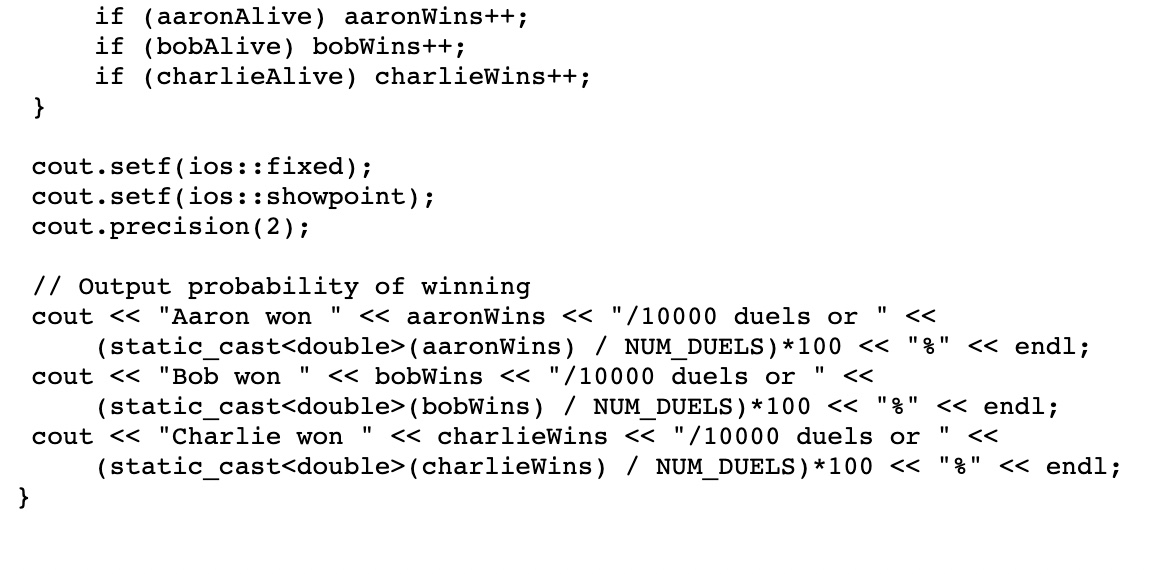 if (aaronAlive) aaronWins++;
if (bobAlive) bobWins++;
if (charlieAlive) charlieWins++;
}
cout.setf(ios::fixed);
cout.setf(ios::showpoint);
cout.precision(2);
// Output probability of winning
cout << "Aaron won " << aaronWins << "/10000 duels or " <<
(static_cast<double>(aaronWins) / NUM_DUELS)*100 << "%" << endl;
cout << "Bob won " << bobWins << "/10000 duels or " <<
(static_cast<double>(bobWins) / NUM_DUELS)*100 << "%" << endl;
cout << "Charlie won " << charlieWins << "/10000 duels or " <<
(static_cast<double>(charlieWins) / NUM_DUELS)*100 << "%" << endl;
}